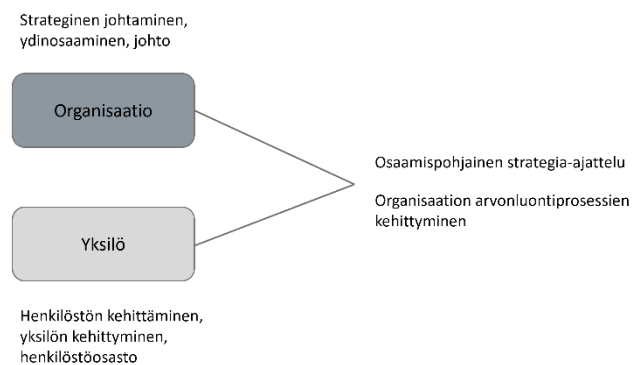 Strateginen johtaminen,
ydinosaaminen, johto
Organisaatio
Osaamispohjainen strategia-ajattelu
Organisaation arvonluontiprosessien
kehittyminen
Yksilö
Henkilöstön kehittäminen,
yksilön kehittyminen,
henkilöstöosasto